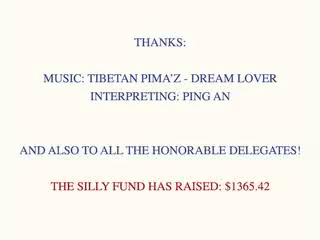 THANKS:
MUSIC: TIBETAN PIMA'Z - DREAM LOVER
INTERPRETING: PING AN
AND ALSO TO ALL THE HONORABLE DELEGATES!
THE SILLY FUND HAS RAISED: $1365.42